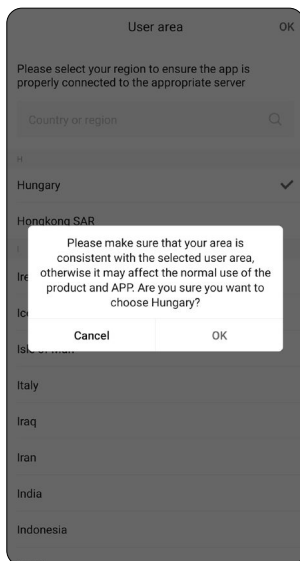 User area
OK
Please select your region to ensure the app is
properly connected to the appropriate server
Country or region
H
Hungary
Hongkong SAR
I
Please make sure that your area is
consistent with the selected user area,
otherwise it may affect the normal use of the
product and APP. Are you sure you want to
choose Hungary?
Cancel
OK
Italy
Iraq
Iran
India
Indonesia